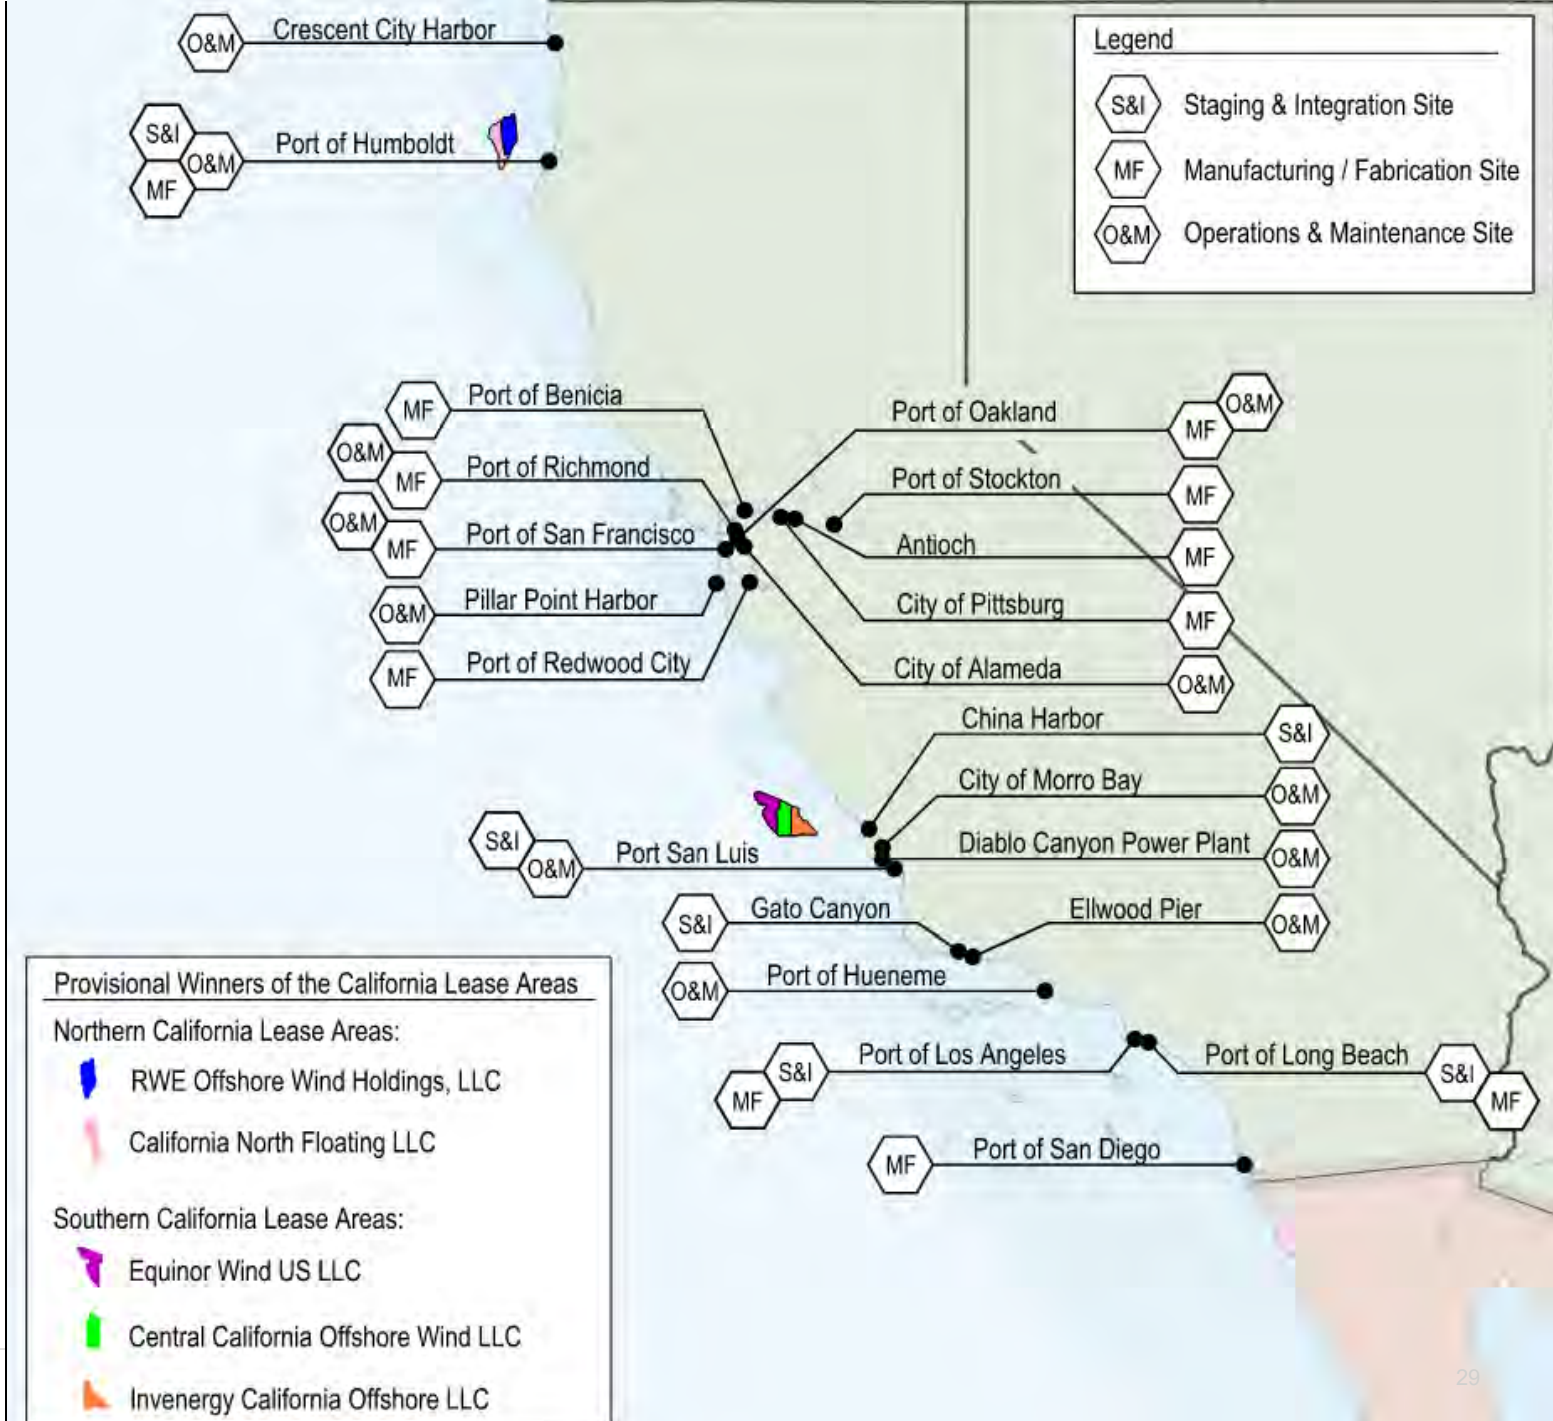 Crescent City Harbor
O&M
Port of Humboldt
S&I
O&M
MF
Legend
S&I Staging & Integration Site
MF Manufacturing / Fabrication Site
O&M Operations & Maintenance Site
Port of Benicia
MF
Port of Richmond
O&M
MF
Port of San Francisco
O&M
MF
Pillar Point Harbor
O&M
Port of Redwood City
MF
Port of Oakland
MF
O&M
Port of Stockton
MF
Antioch
MF
City of Pittsburg
MF
City of Alameda
O&M
China Harbor
S&I
City of Morro Bay
O&M
Diablo Canyon Power Plant
O&M
Port San Luis
S&I
O&M
Gato Canyon
S&I
Ellwood Pier
O&M
Port of Hueneme
O&M
Port of Los Angeles
S&I
MF
Port of Long Beach
S&I
MF
Port of San Diego
MF
Provisional Winners of the California Lease Areas
Northern California Lease Areas:
RWE Offshore Wind Holdings, LLC
California North Floating LLC
Southern California Lease Areas:
Equinor Wind US LLC
Central California Offshore Wind LLC
Invenergy California Offshore LLC
29